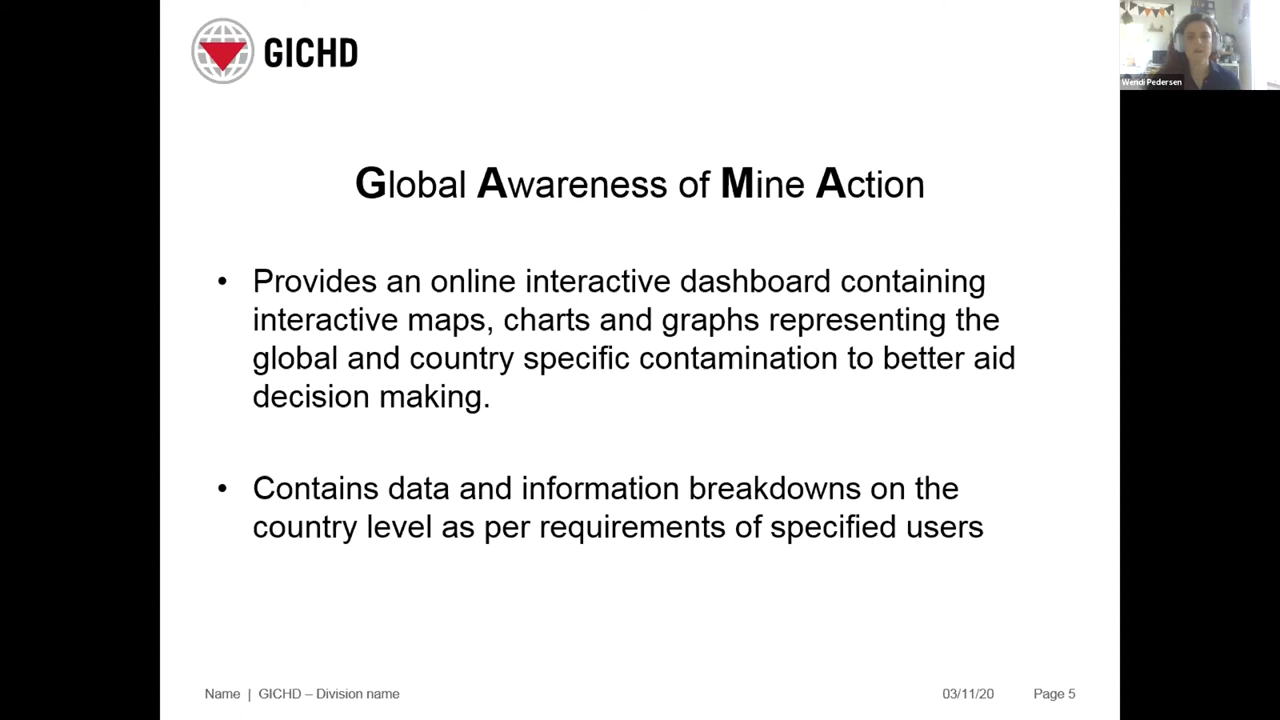 GICHD
Wendi Pedersen
Global Awareness of Mine Action
• Provides an online interactive dashboard containing
interactive maps, charts and graphs representing the
global and country specific contamination to better aid
decision making.
• Contains data and information breakdowns on the
country level as per requirements of specified users
Name | GICHD – Division name
03/11/20
Page 5